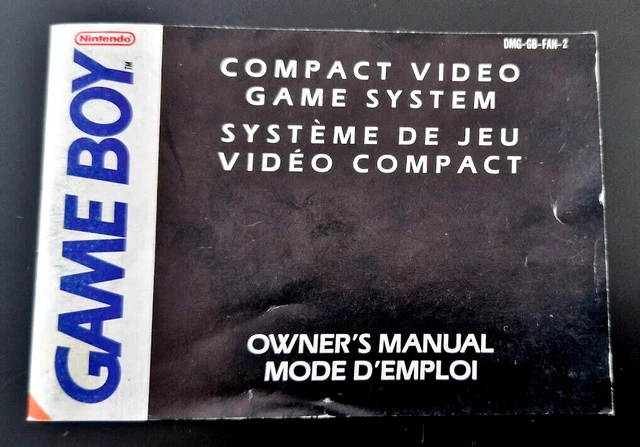 Nintendo
GAME BOY™
DMG-GB-FAH-2
COMPACT VIDEO
GAME SYSTEM
SYSTÈME DE JEU
VIDÉO COMPACT
OWNER'S MANUAL
MODE D'EMPLOI